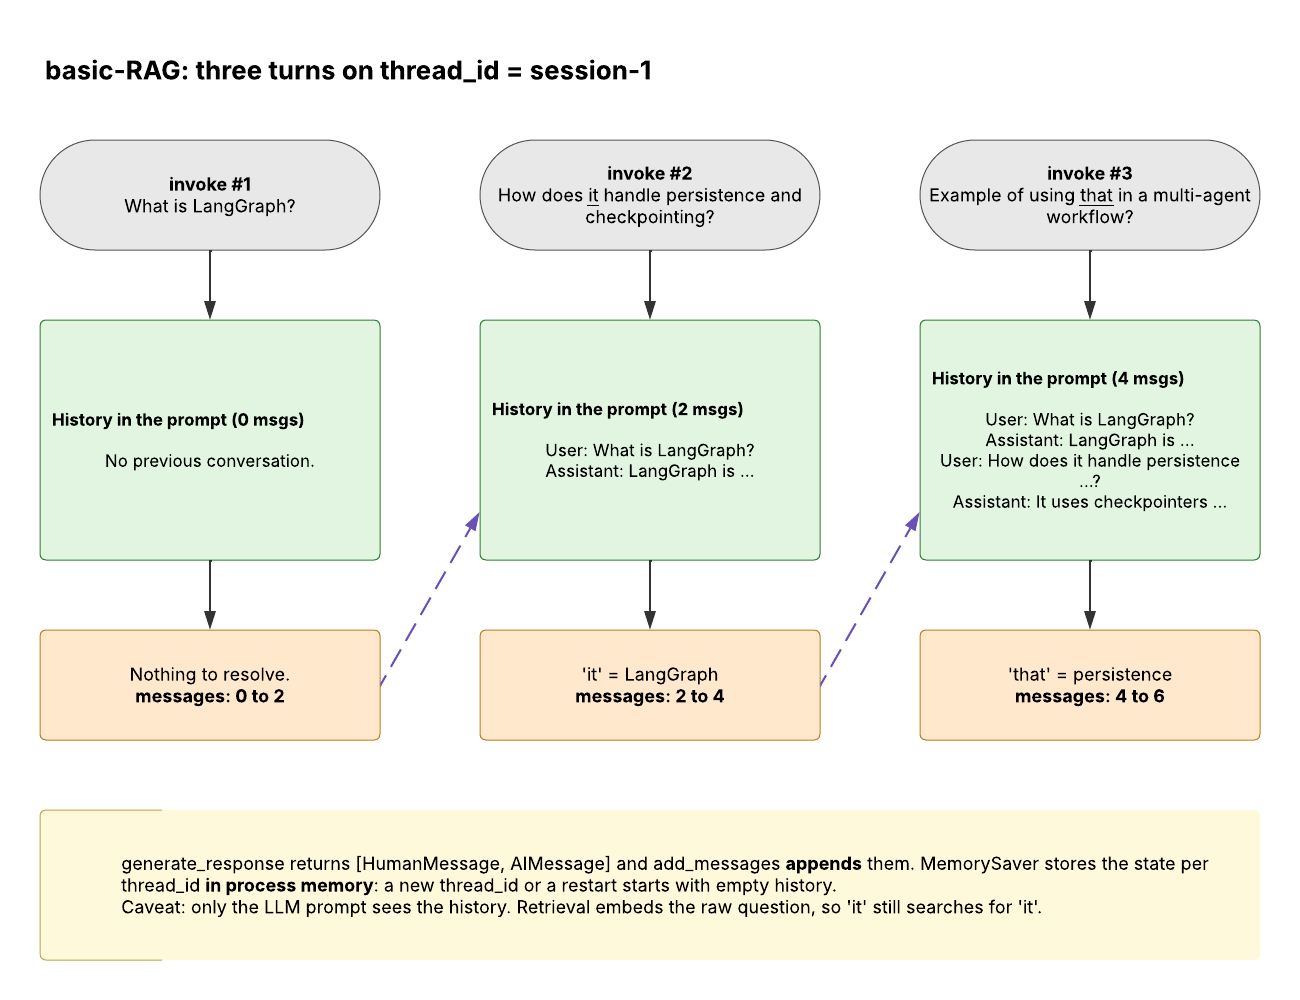 basic-RAG: three turns on thread_id = session-1
invoke #1
What is LangGraph?
invoke #2
How does it handle persistence and
checkpointing?
invoke #3
Example of using that in a multi-agent
workflow?
History in the prompt (0 msgs)
No previous conversation.
History in the prompt (2 msgs)
User: What is LangGraph?
Assistant: LangGraph is ...
History in the prompt (4 msgs)
User: What is LangGraph?
Assistant: LangGraph is ...
User: How does it handle persistence
...?
Assistant: It uses checkpointers ...
Nothing to resolve.
messages: 0 to 2
'it' = LangGraph
messages: 2 to 4
'that' = persistence
messages: 4 to 6
generate_response returns [HumanMessage, AIMessage] and add_messages appends them. MemorySaver stores the state per
thread_id in process memory: a new thread_id or a restart starts with empty history.
Caveat: only the LLM prompt sees the history. Retrieval embeds the raw question, so 'it' still searches for 'it'.